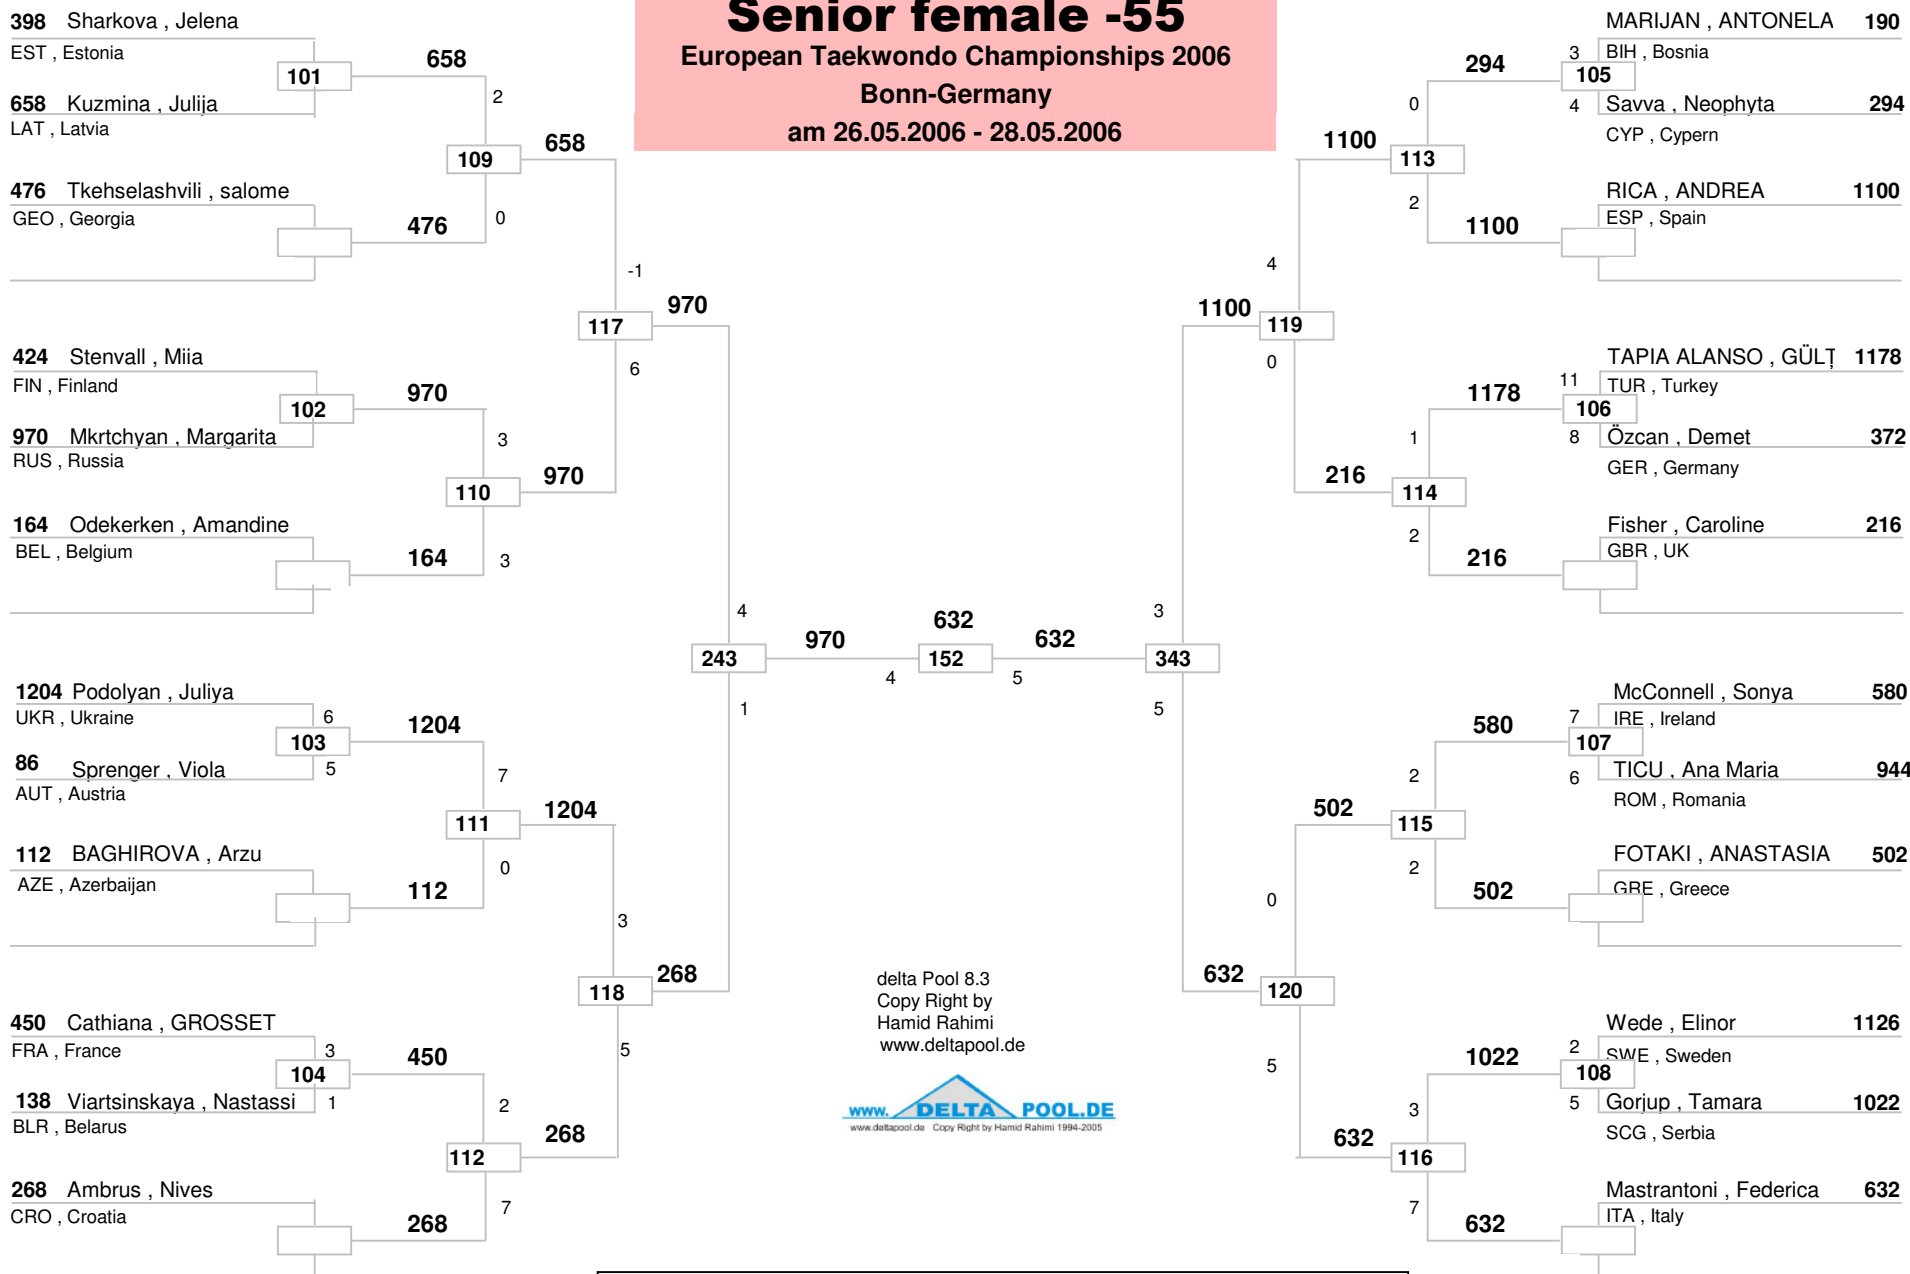 Senior female -55
European Taekwondo Championships 2006
Bonn-Germany
am 26.05.2006 - 28.05.2006
398 Sharkova , Jelena
EST , Estonia
101
658
658 Kuzmina , Julija
LAT , Latvia
2
109
658
476 Tkehselashvili , salome
GEO , Georgia
476
0
-1
117
970
6
424 Stenvall , Miia
FIN , Finland
102
970
970 Mkrtchyan , Margarita
RUS , Russia
3
110
970
164 Odekerken , Amandine
BEL , Belgium
164
3
4
243
970
1
1204 Podolyan , Juliya
UKR , Ukraine
6
103
1204
86 Sprenger , Viola
5
AUT , Austria
7
111
1204
112 BAGHIROVA , Arzu
AZE , Azerbaijan
112
0
3
118
268
5
450 Cathiana , GROSSET
FRA , France
3
104
450
138 Viartsinskaya , Nastassi
1
BLR , Belarus
2
112
268
268 Ambrus , Nives
CRO , Croatia
268
7
632
4
152
5
632
343
3
5
MARIJAN , ANTONELA 190
3
BIH , Bosnia
294
105
4
Savva , Neophyta 294
CYP , Cypern
0
1100
113
RICA , ANDREA 1100
ESP , Spain
2
1100
4
1100
119
0
TAPIA ALANSO , GÜLŢ 1178
11
TUR , Turkey
1178
106
8
Özcan , Demet 372
GER , Germany
1
216
114
Fisher , Caroline 216
GBR , UK
2
216
McConnell , Sonya 580
7
IRE , Ireland
580
107
6
TICU , Ana Maria 944
ROM , Romania
2
502
115
FOTAKI , ANASTASIA 502
GRE , Greece
2
502
0
632
120
5
Wede , Elinor 1126
2
SWE , Sweden
1022
108
5
Gorjup , Tamara 1022
SCG , Serbia
3
632
116
Mastrantoni , Federica 632
ITA , Italy
7
632
delta Pool 8.3
Copy Right by
Hamid Rahimi
www.deltapool.de
www. DELTA POOL.DE
www.deltapool.de Copy Right by Hamid Rahimi 1994-2005